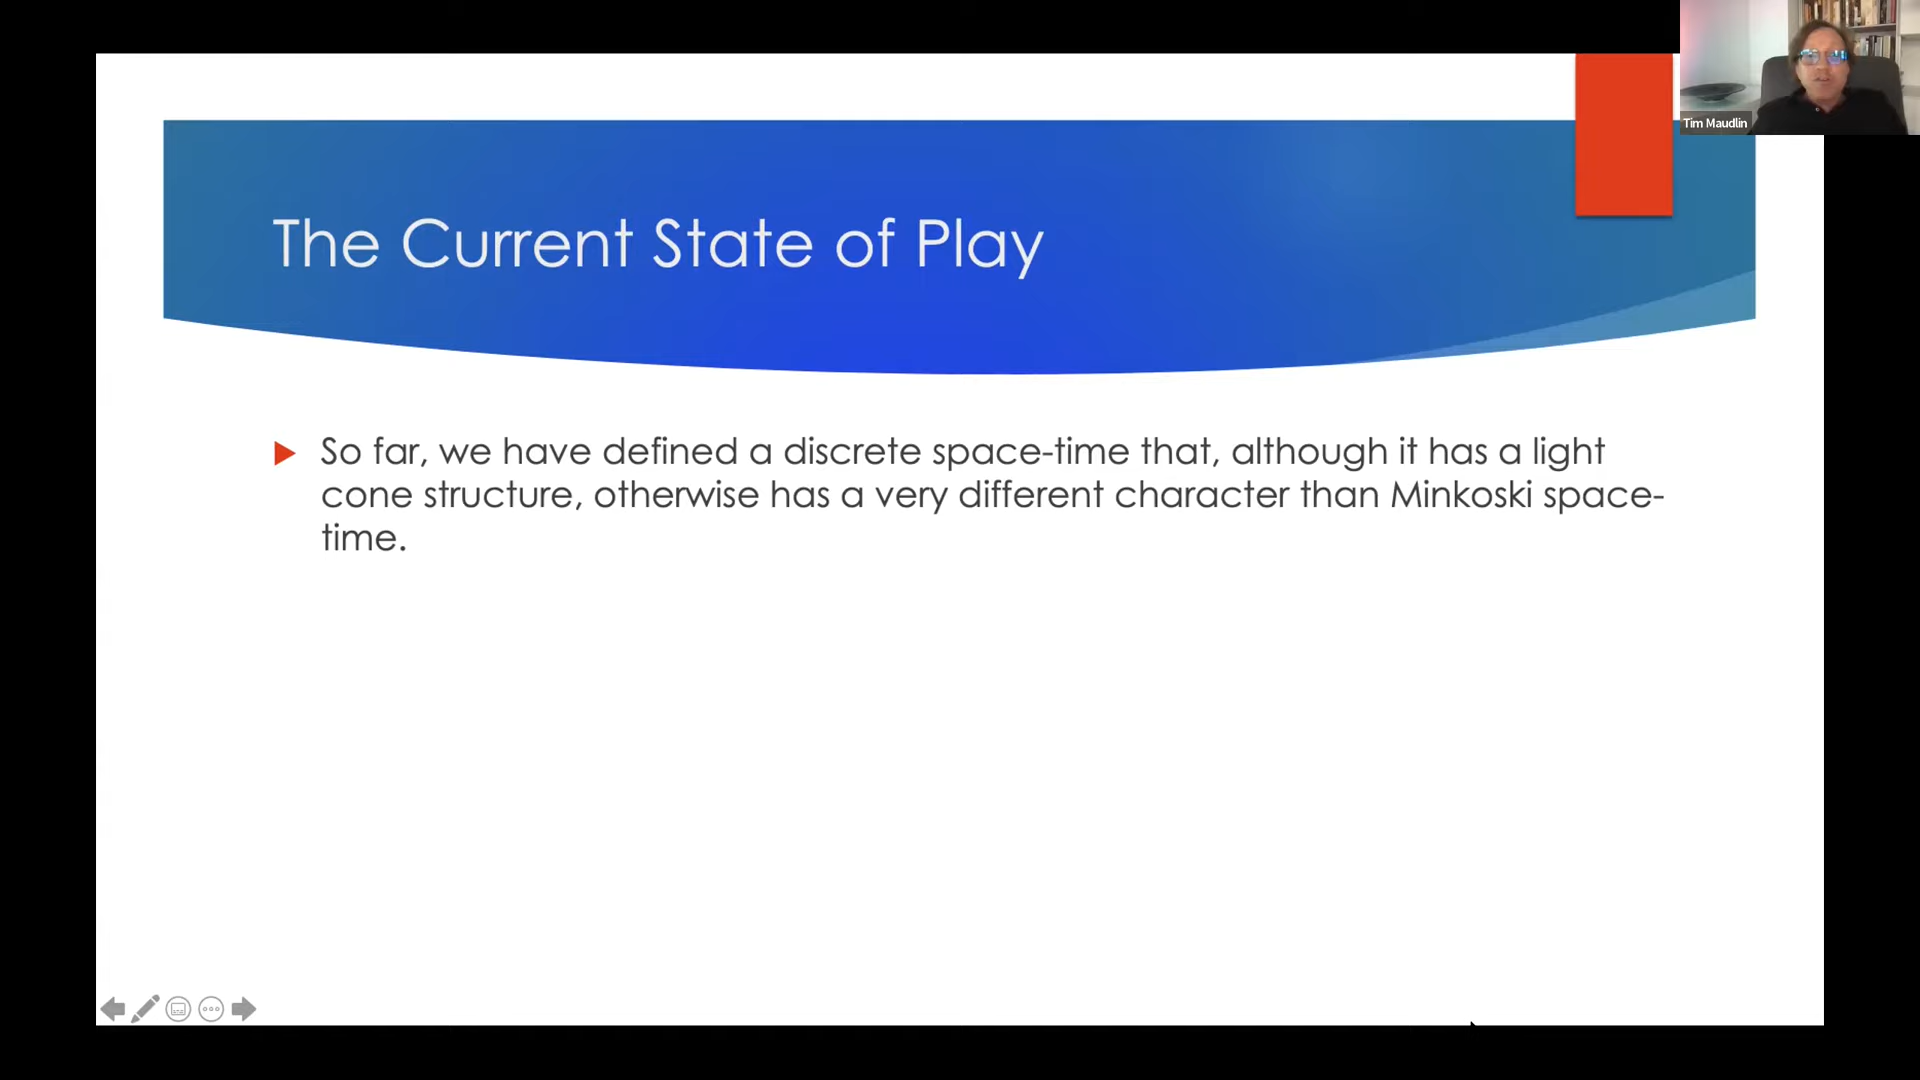 Tim Maudlin
The Current State of Play
So far, we have defined a discrete space-time that, although it has a light
cone structure, otherwise has a very different character than Minkoski space-
time.